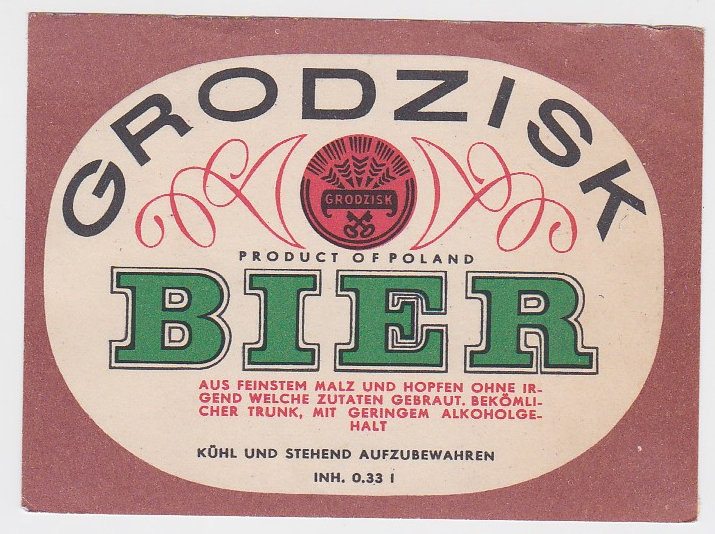 GRODZISK
GRODZISK
PRODUCT OF POLAND
BIER
AUS FEINSTEM MALZ UND HOPFEN OHNE IR-
GEND WELCHE ZUTATEN GEBRAUT. BEKÖMLI-
CHER TRUNK, MIT GERINGEM ALKOHOLGE-
HALT
KÜHL UND STEHEND AUFZUBEWAHREN
INH. 0.33 l